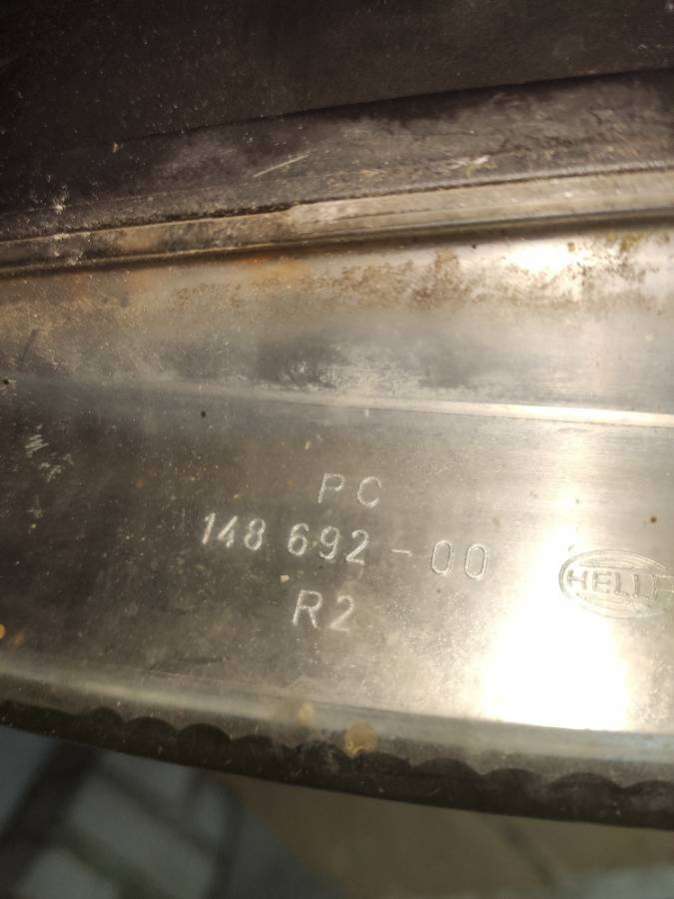 PC
148 692-00
R2
HELLA